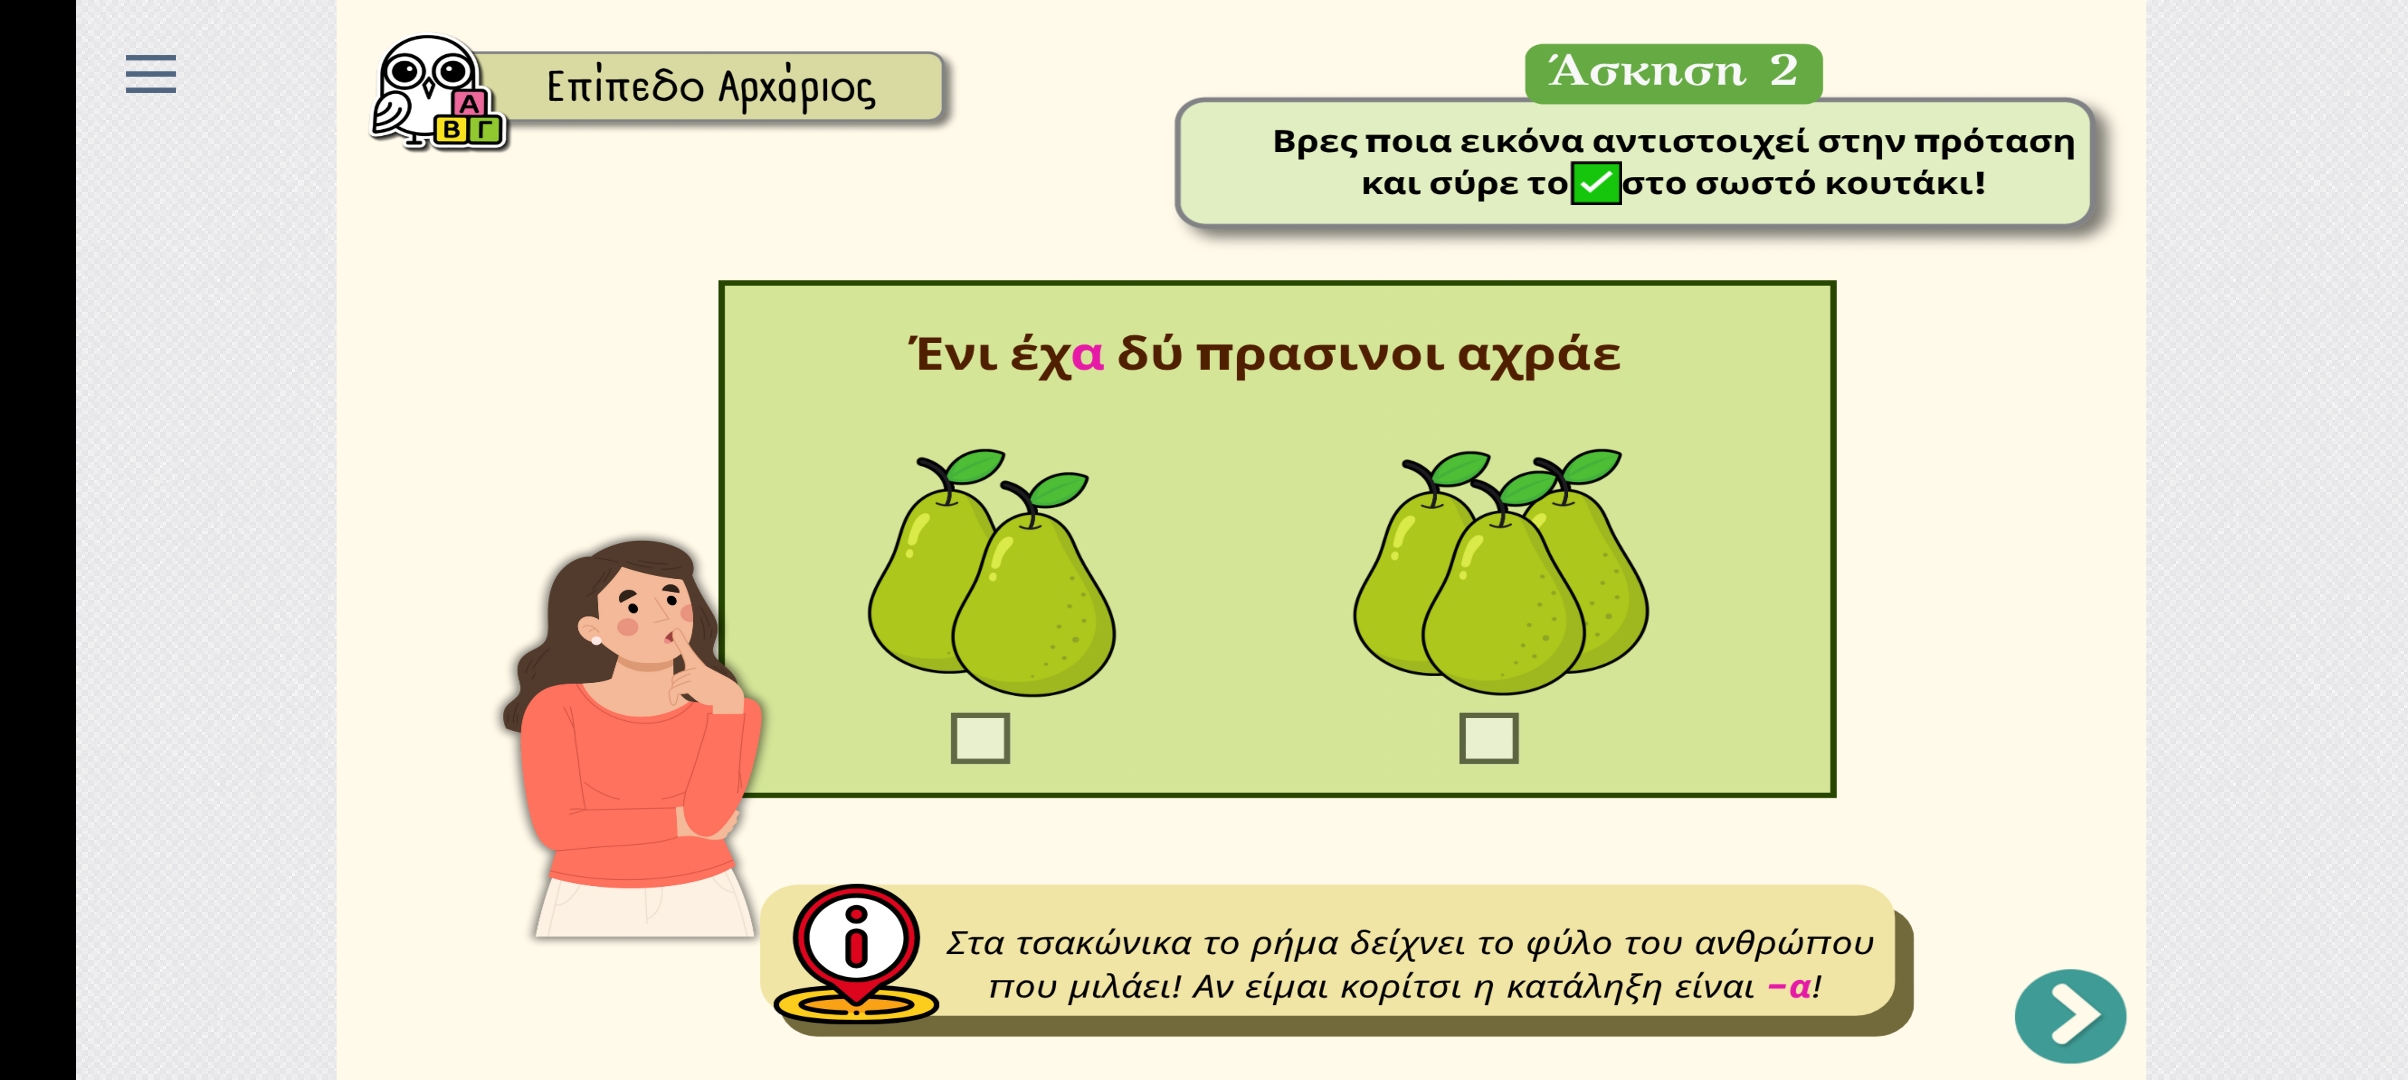 Επίπεδο Αρχάριος
Α
Β Γ
Άσκηση 2
Βρες ποια εικόνα αντιστοιχεί στην πρόταση
και σύρε το στο σωστό κουτάκι!
Ένι έχα δύ πρασινοι αχράε
Στα τσακώνικα το ρήμα δείχνει το φύλο του ανθρώπου
που μιλάει! Αν είμαι κορίτσι η κατάληξη είναι –α!